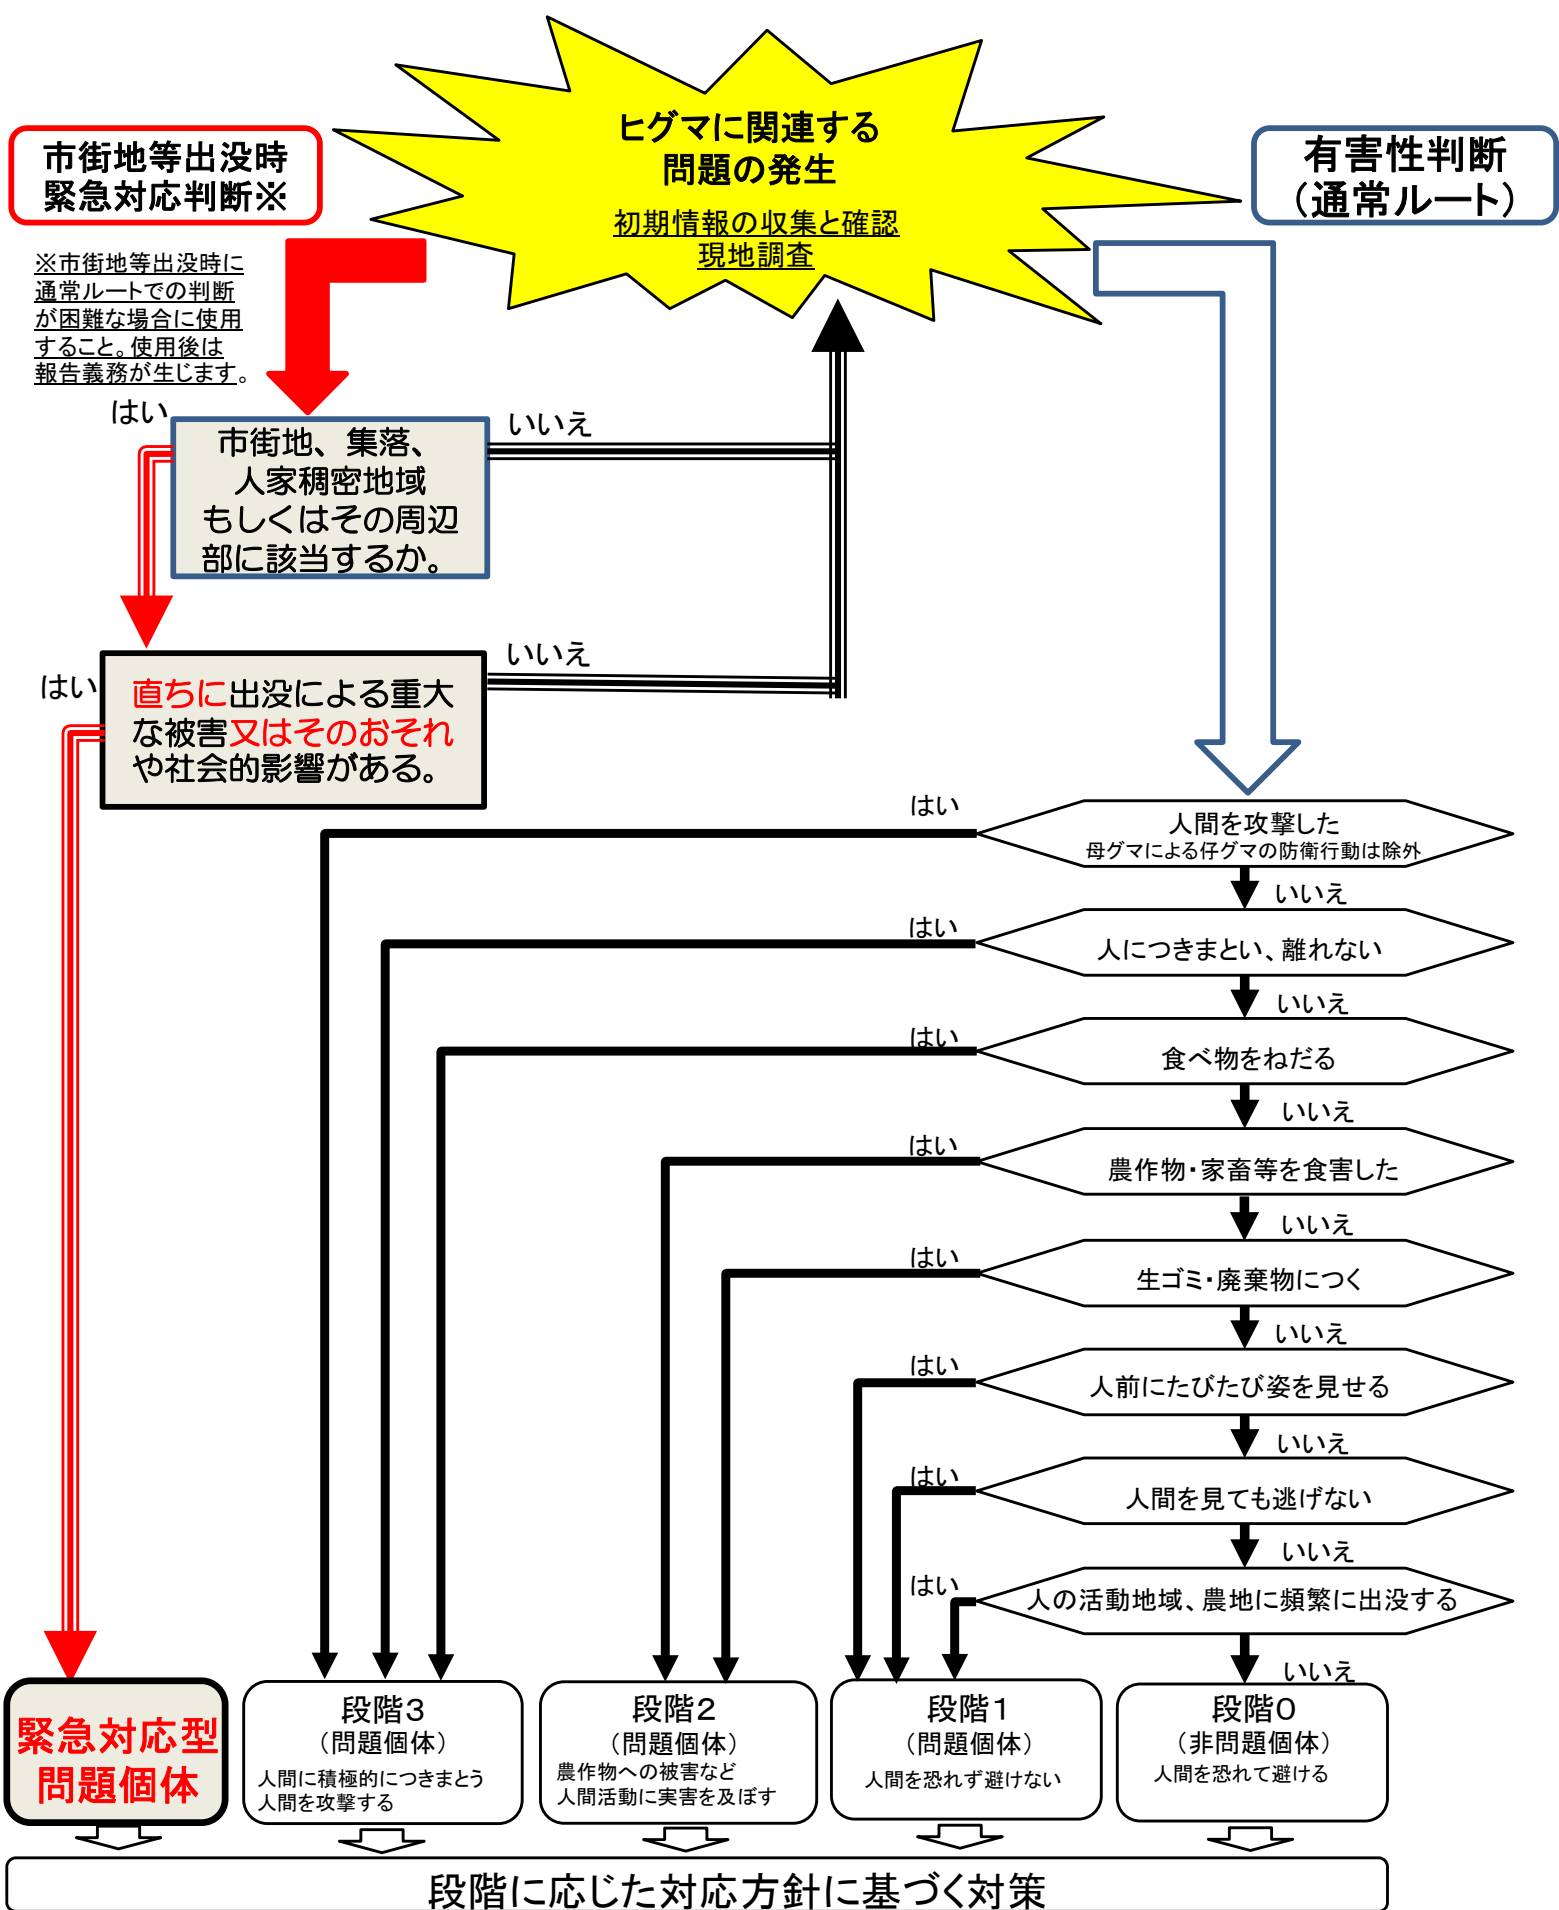 ヒグマに関連する
問題の発生
初期情報の収集と確認
現地調査
市街地等出没時
緊急対応判断※
有害性判断
（通常ルート）
※市街地等出没時に
通常ルートでの判断
が困難な場合に使用
すること。使用後は
報告義務が生じます。
はい
いいえ
市街地、集落、
人家稠密地域
もしくはその周辺
部に該当するか。
はい
いいえ
直ちに出没による重大
な被害又はそのおそれ
や社会的影響がある。
はい
人間を攻撃した
母グマによる仔グマの防衛行動は除外
いいえ
はい
人につきまとい、離れない
いいえ
はい
食べ物をねだる
いいえ
はい
農作物・家畜等を食害した
いいえ
はい
生ゴミ・廃棄物につく
いいえ
はい
人前にたびたび姿を見せる
いいえ
はい
人間を見ても逃げない
いいえ
はい
人の活動地域、農地に頻繁に出没する
いいえ
緊急対応型
問題個体
段階3
（問題個体）
人間に積極的につきまとう
人間を攻撃する
段階2
（問題個体）
農作物への被害など
人間活動に実害を及ぼす
段階1
（問題個体）
人間を恐れず避けない
段階0
（非問題個体）
人間を恐れて避ける
段階に応じた対応方針に基づく対策